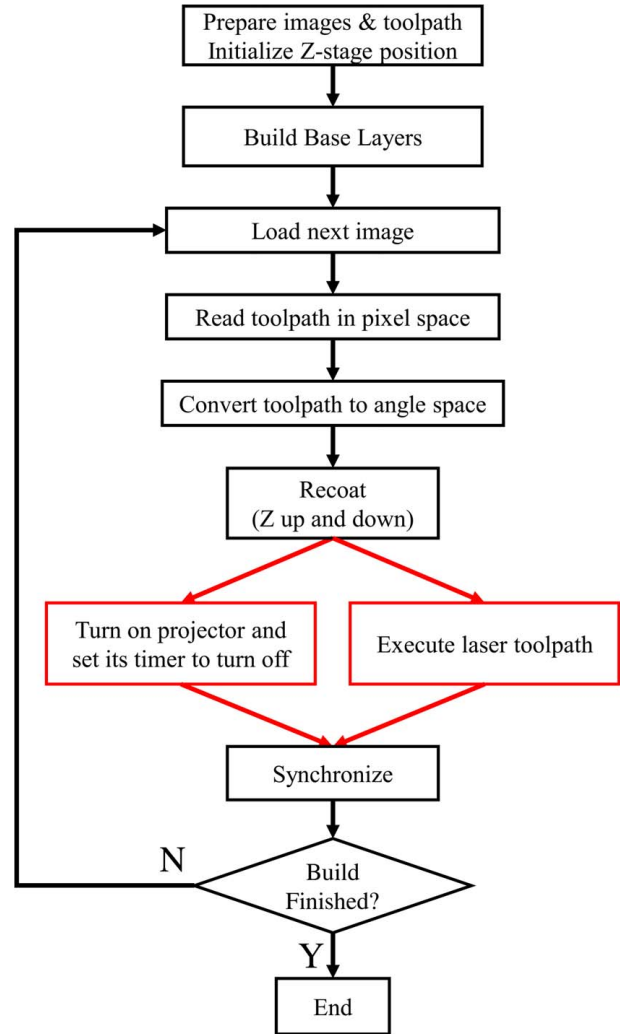 Prepare images & toolpath
Initialize Z-stage position
Build Base Layers
Load next image
Read toolpath in pixel space
Convert toolpath to angle space
Recoat
(Z up and down)
Turn on projector and
set its timer to turn off
Execute laser toolpath
Synchronize
N
Build
Finished?
Y
End